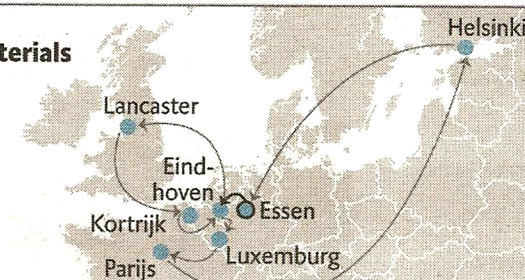 Helsinki
terials
Lancaster
Eind-
hoven
Essen
Kortrijk
Luxemburg
Parijs